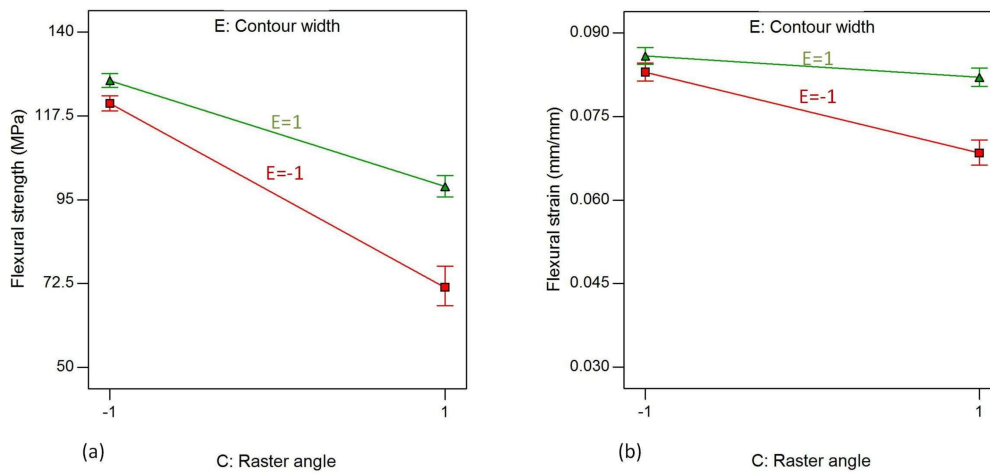 E: Contour width
140
117.5
95
72.5
50
Flexural strength (MPa)
E=1
E=-1
-1
1
(a)
C: Raster angle
E: Contour width
0.090
0.075
0.060
0.045
0.030
Flexural strain (mm/mm)
E=1
E=-1
-1
1
(b)
C: Raster angle